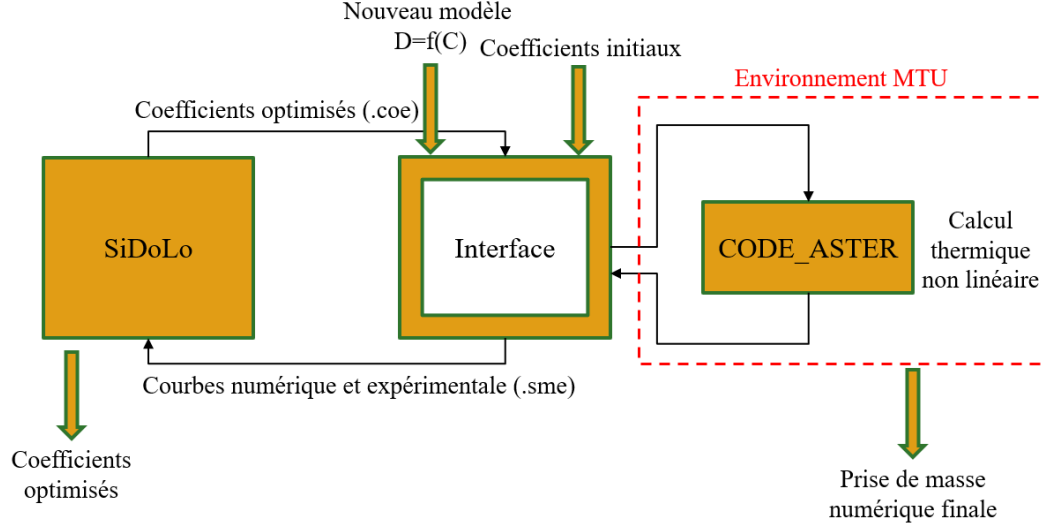 Nouveau modèle
D=f(C)
Coefficients initiaux
Environnement MTU
Coefficients optimisés (.coe)
SiDoLo
Interface
CODE_ASTER
Calcul
thermique
non linéaire
Courbes numérique et expérimentale (.sme)
Coefficients
optimisés
Prise de masse
numérique finale